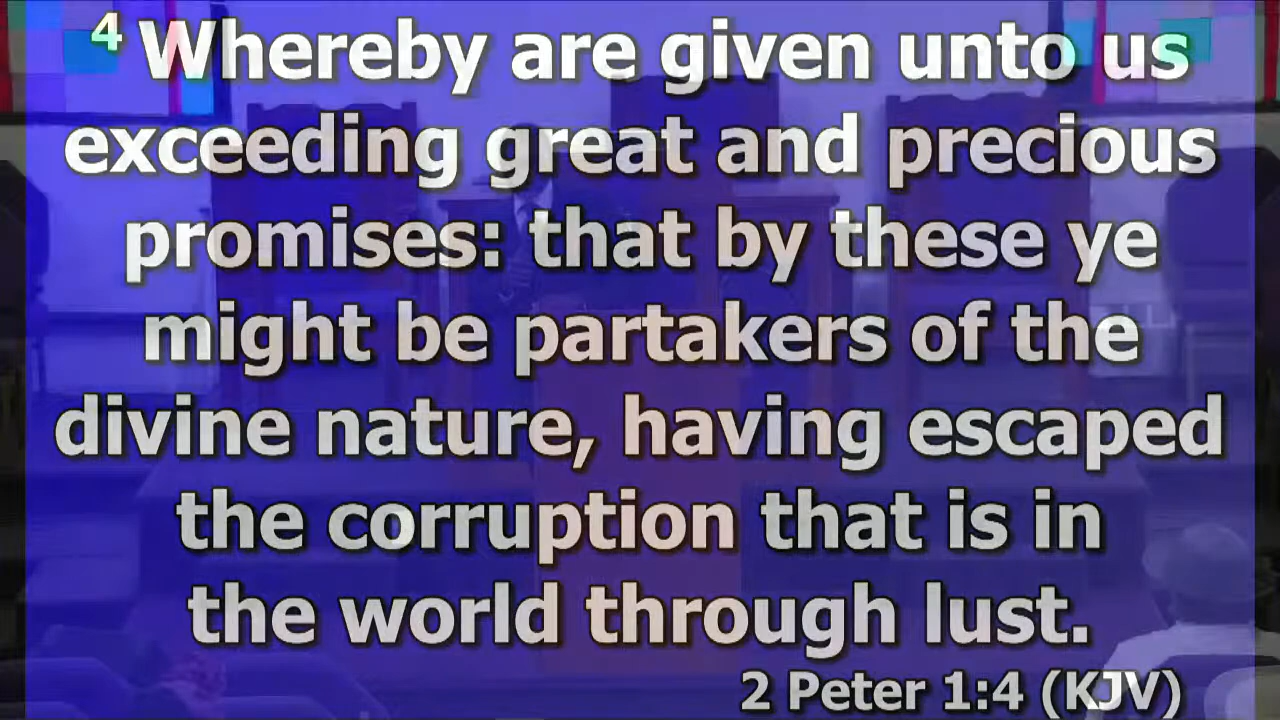 4 Whereby are given unto us
exceeding great and precious
promises: that by these ye
might be partakers of the
divine nature, having escaped
the corruption that is in
the world through lust.
2 Peter 1:4 (KJV)